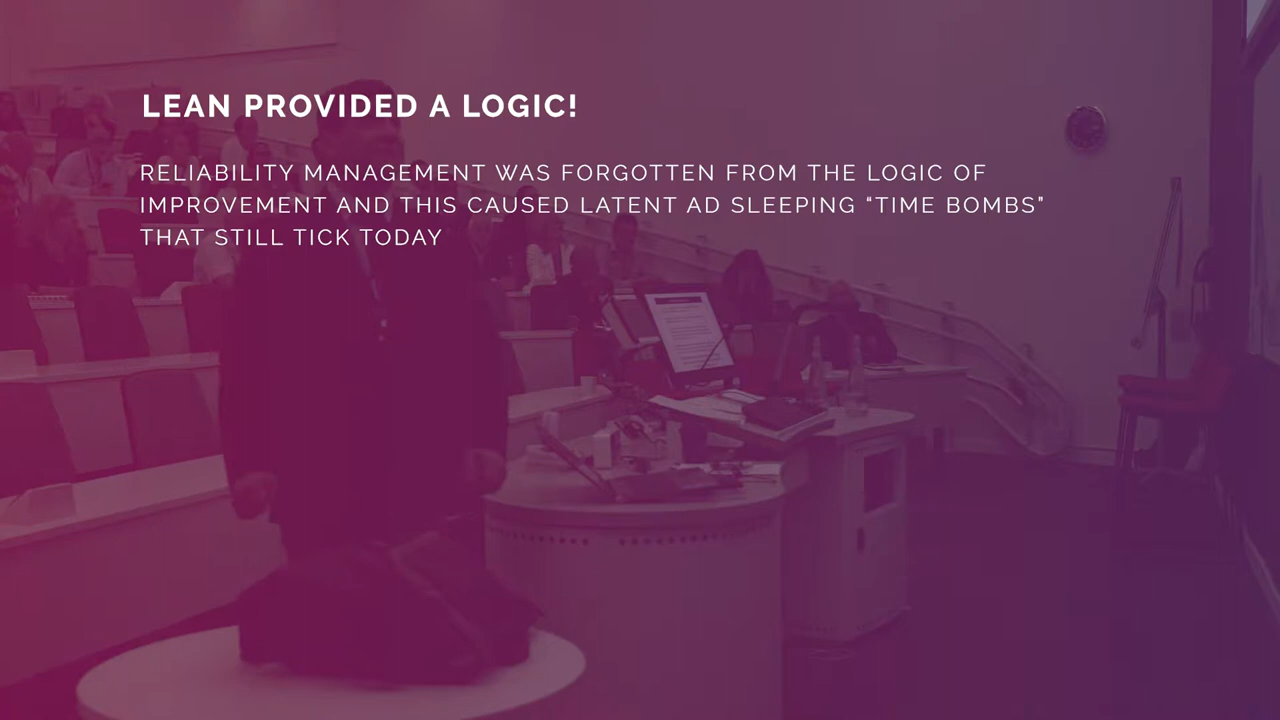 LEAN PROVIDED A LOGIC!
RELIABILITY MANAGEMENT WAS FORGOTTEN FROM THE LOGIC OF
IMPROVEMENT AND THIS CAUSED LATENT AD SLEEPING “TIME BOMBS”
THAT STILL TICK TODAY